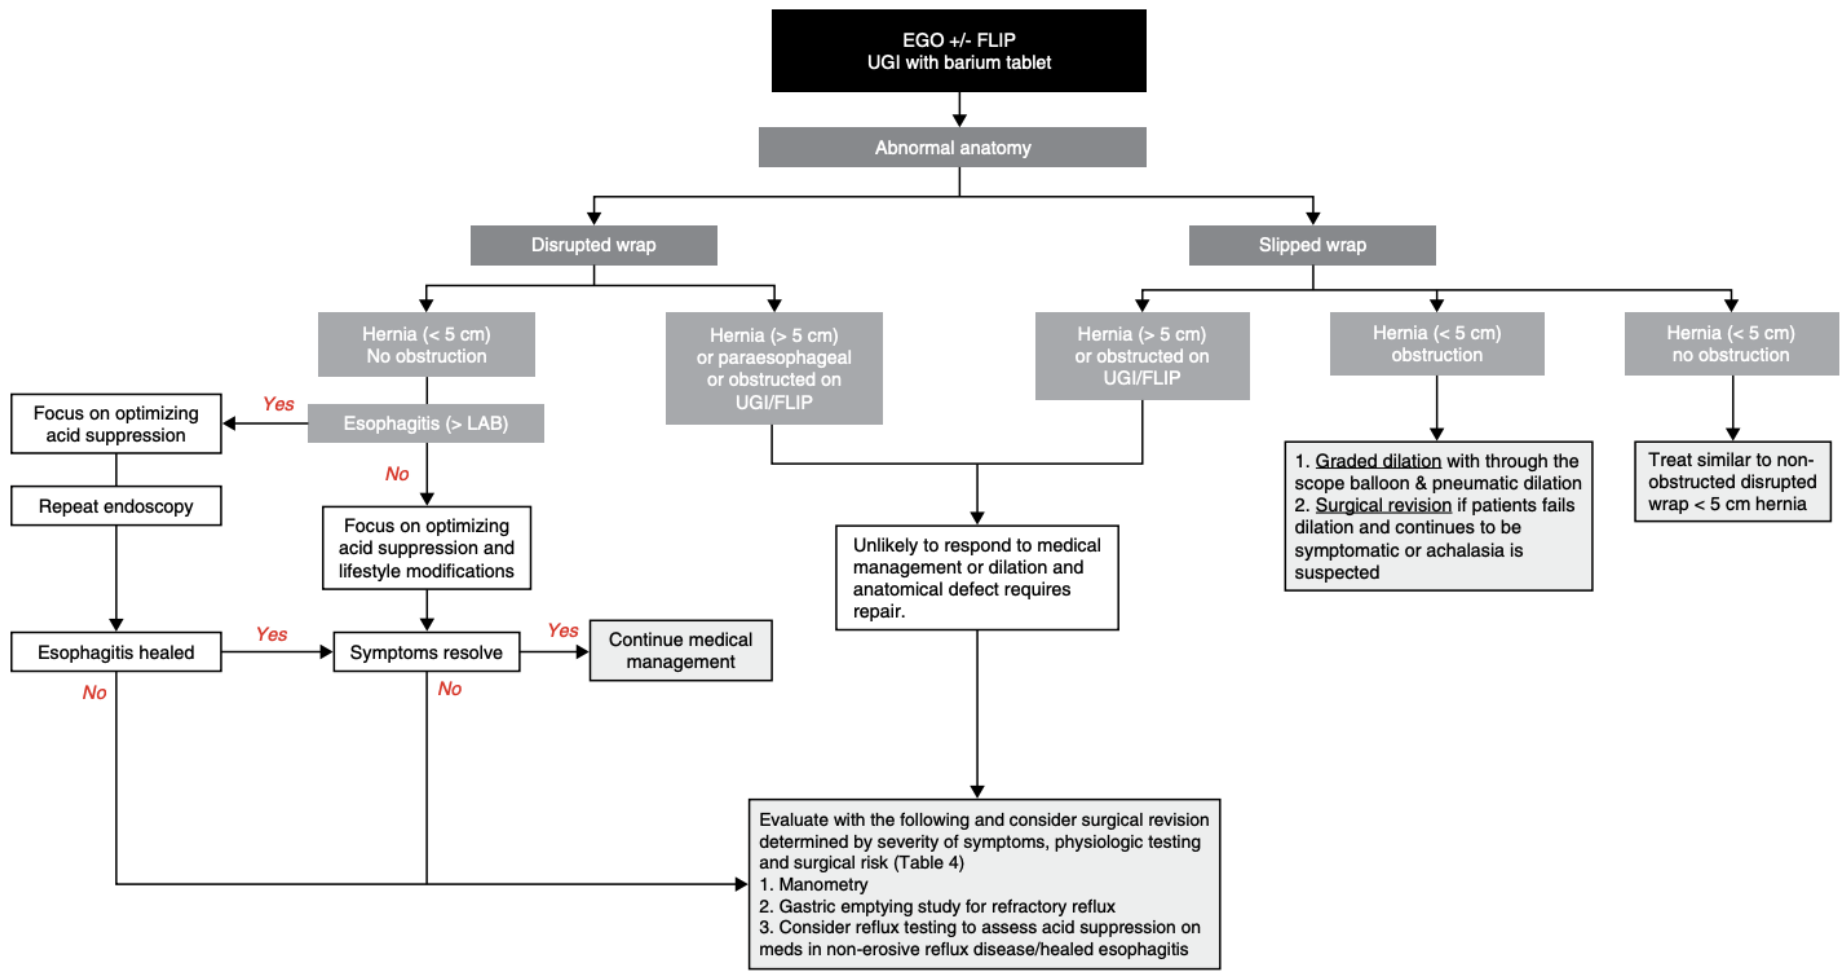 EGO +/- FLIP
UGI with barium tablet
Abnormal anatomy
Disrupted wrap
Slipped wrap
Hernia (< 5 cm)
No obstruction
Hernia (> 5 cm)
or paraesophageal
or obstructed on
UGI/FLIP
Hernia (> 5 cm)
or obstructed on
UGI/FLIP
Hernia (< 5 cm)
obstruction
Hernia (< 5 cm)
no obstruction
Focus on optimizing
acid suppression
Yes
Esophagitis (> LAB)
No
Repeat endoscopy
Focus on optimizing
acid suppression and
lifestyle modifications
Esophagitis healed
Yes
Symptoms resolve
Yes
Continue medical
management
No
No
Unlikely to respond to medical
management or dilation and
anatomical defect requires
repair.
1. Graded dilation with through the
scope balloon & pneumatic dilation
2. Surgical revision if patients fails
dilation and continues to be
symptomatic or achalasia is
suspected
Treat similar to non-
obstructed disrupted
wrap < 5 cm hernia
Evaluate with the following and consider surgical revision
determined by severity of symptoms, physiologic testing
and surgical risk (Table 4)
1. Manometry
2. Gastric emptying study for refractory reflux
3. Consider reflux testing to assess acid suppression on
meds in non-erosive reflux disease/healed esophagitis